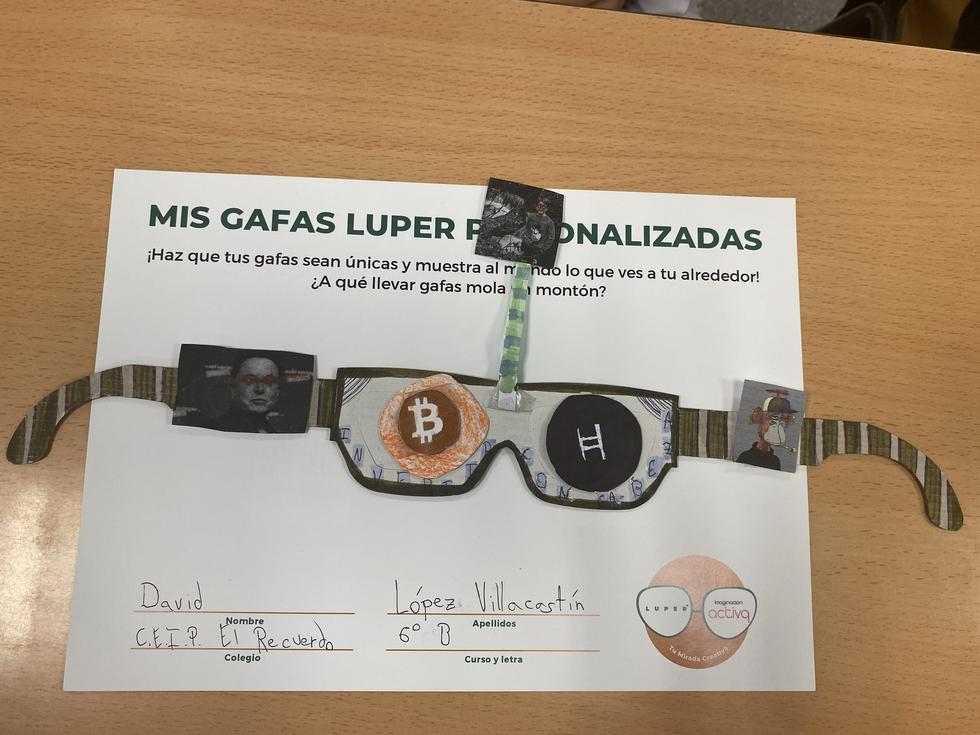 MIS GAFAS LUPER P ONALIZADAS
¡Haz que tus gafas sean únicas y muestra al m ndo lo que ves a tu alrededor!
¿A qué llevar gafas mola n montón?
B
H
David
López Villacastín
Nombre
Apellidos
C.E.I.P. El Recuerdo
6º B
Colegio
Curso y letra
LUPER
imaginación
activa
Tu Mirada Creativa